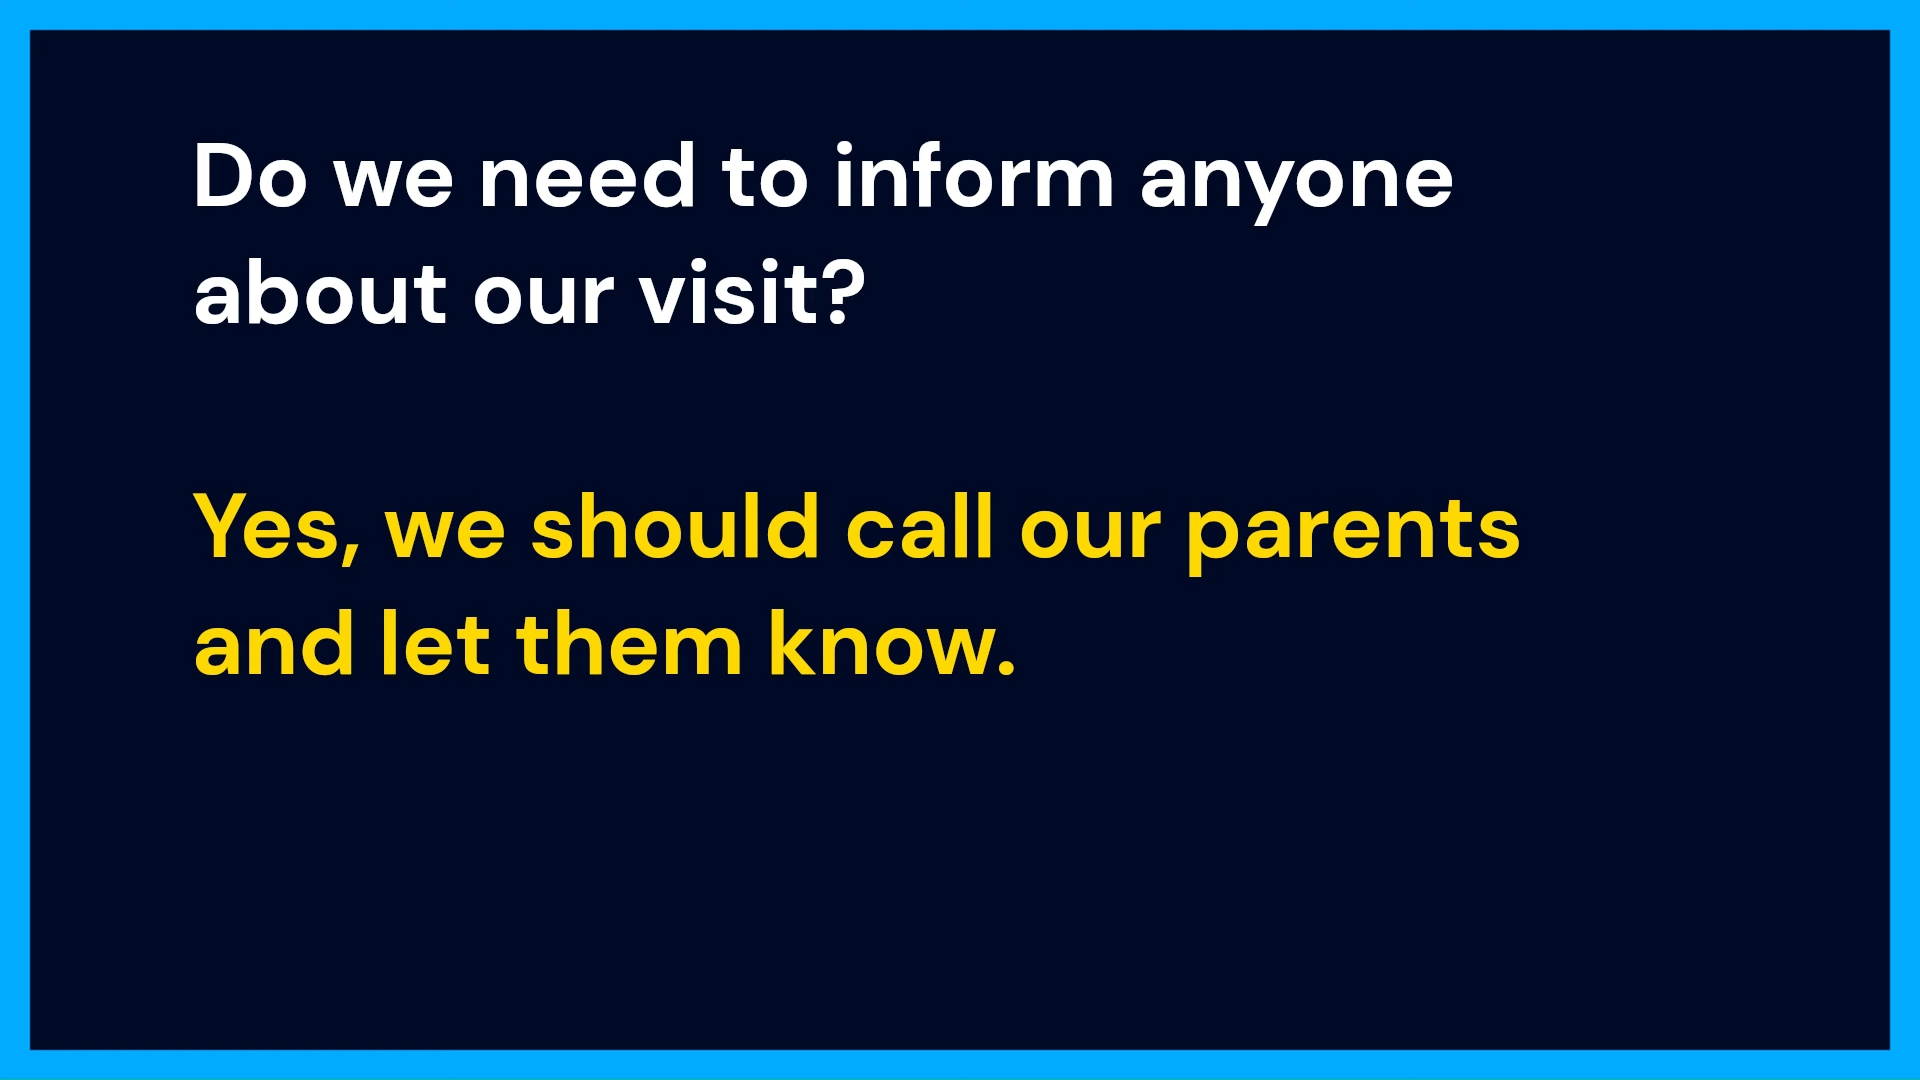 Do we need to inform anyone
about our visit?
Yes, we should call our parents
and let them know.